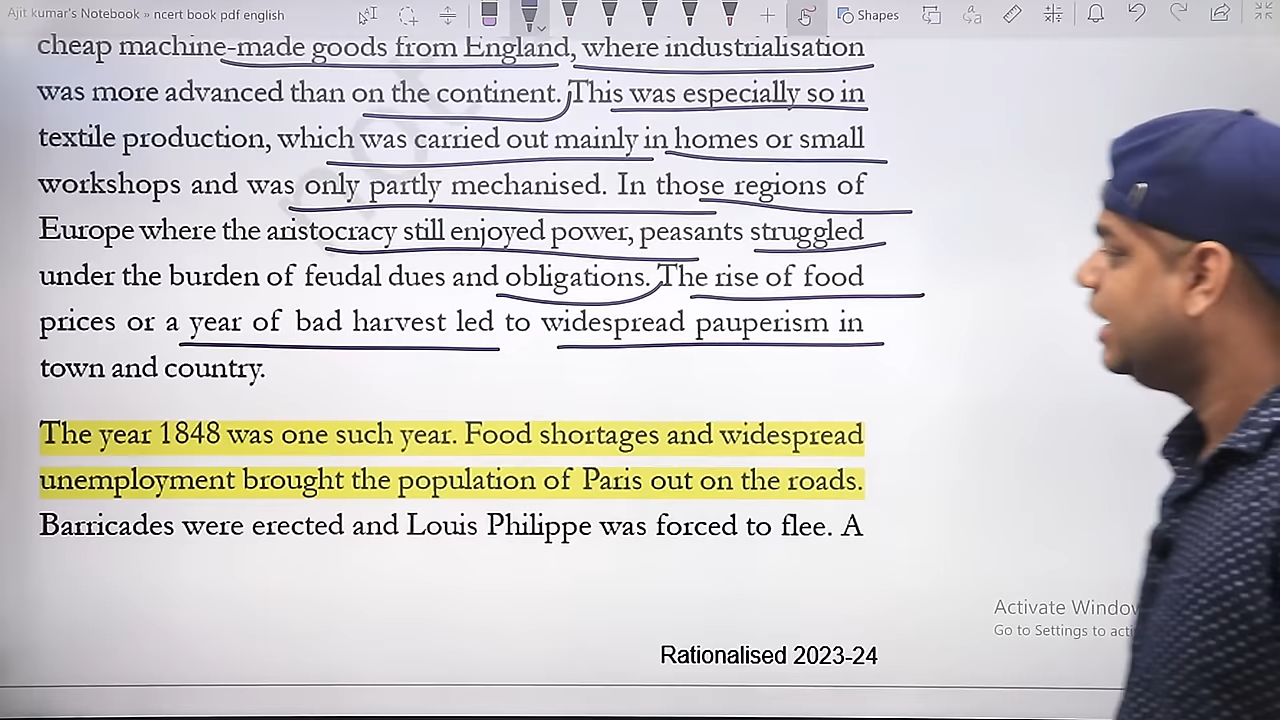 Ajit kumar's Notebook » ncert book pdf english
Shapes
cheap machine-made goods from England, where industrialisation
was more advanced than on the continent. This was especially so in
textile production, which was carried out mainly in homes or small
workshops and was only partly mechanised. In those regions of
Europe where the aristocracy still enjoyed power, peasants struggled
under the burden of feudal dues and obligations. The rise of food
prices or a year of bad harvest led to widespread pauperism in
town and country.
The year 1848 was one such year. Food shortages and widespread
unemployment brought the population of Paris out on the roads.
Barricades were erected and Louis Philippe was forced to flee. A
Activate Window
Go to Settings to acti
Rationalised 2023-24